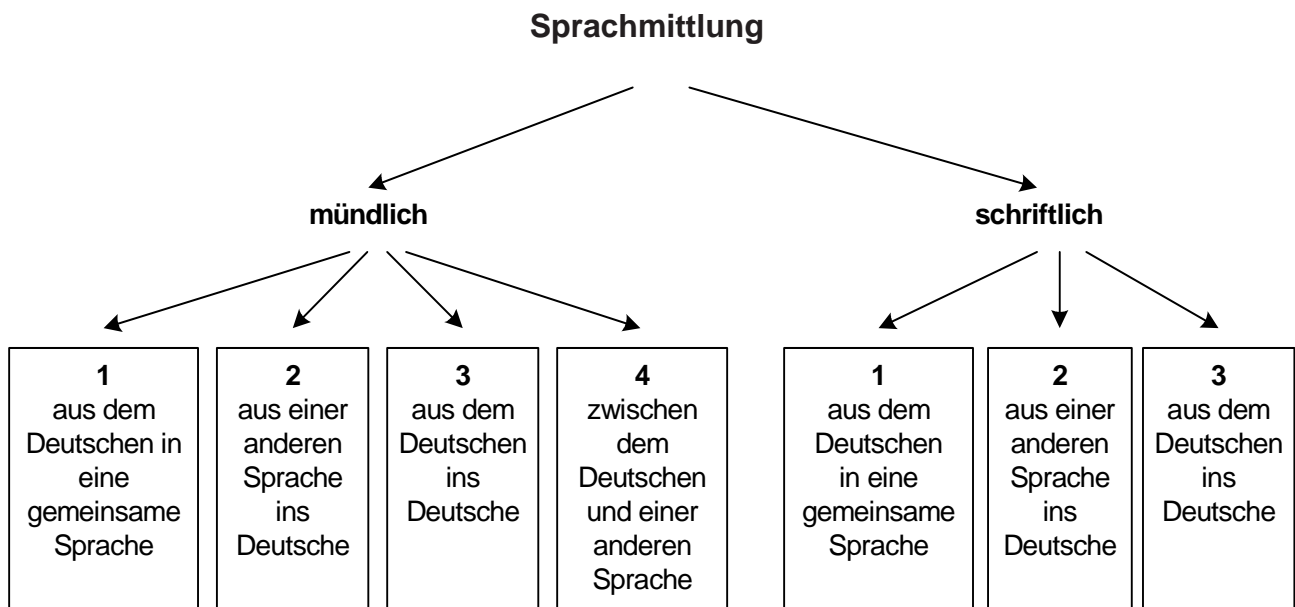 Sprachmittlung
mündlich
schriftlich
1
aus dem
Deutschen in
eine
gemeinsame
Sprache
2
aus einer
anderen
Sprache
ins
Deutsche
3
aus dem
Deutschen
ins
Deutsche
4
zwischen
dem
Deutschen
und einer
anderen
Sprache
1
aus dem
Deutschen
in eine
gemeinsame
Sprache
2
aus einer
anderen
Sprache
ins
Deutsche
3
aus dem
Deutschen
ins
Deutsche